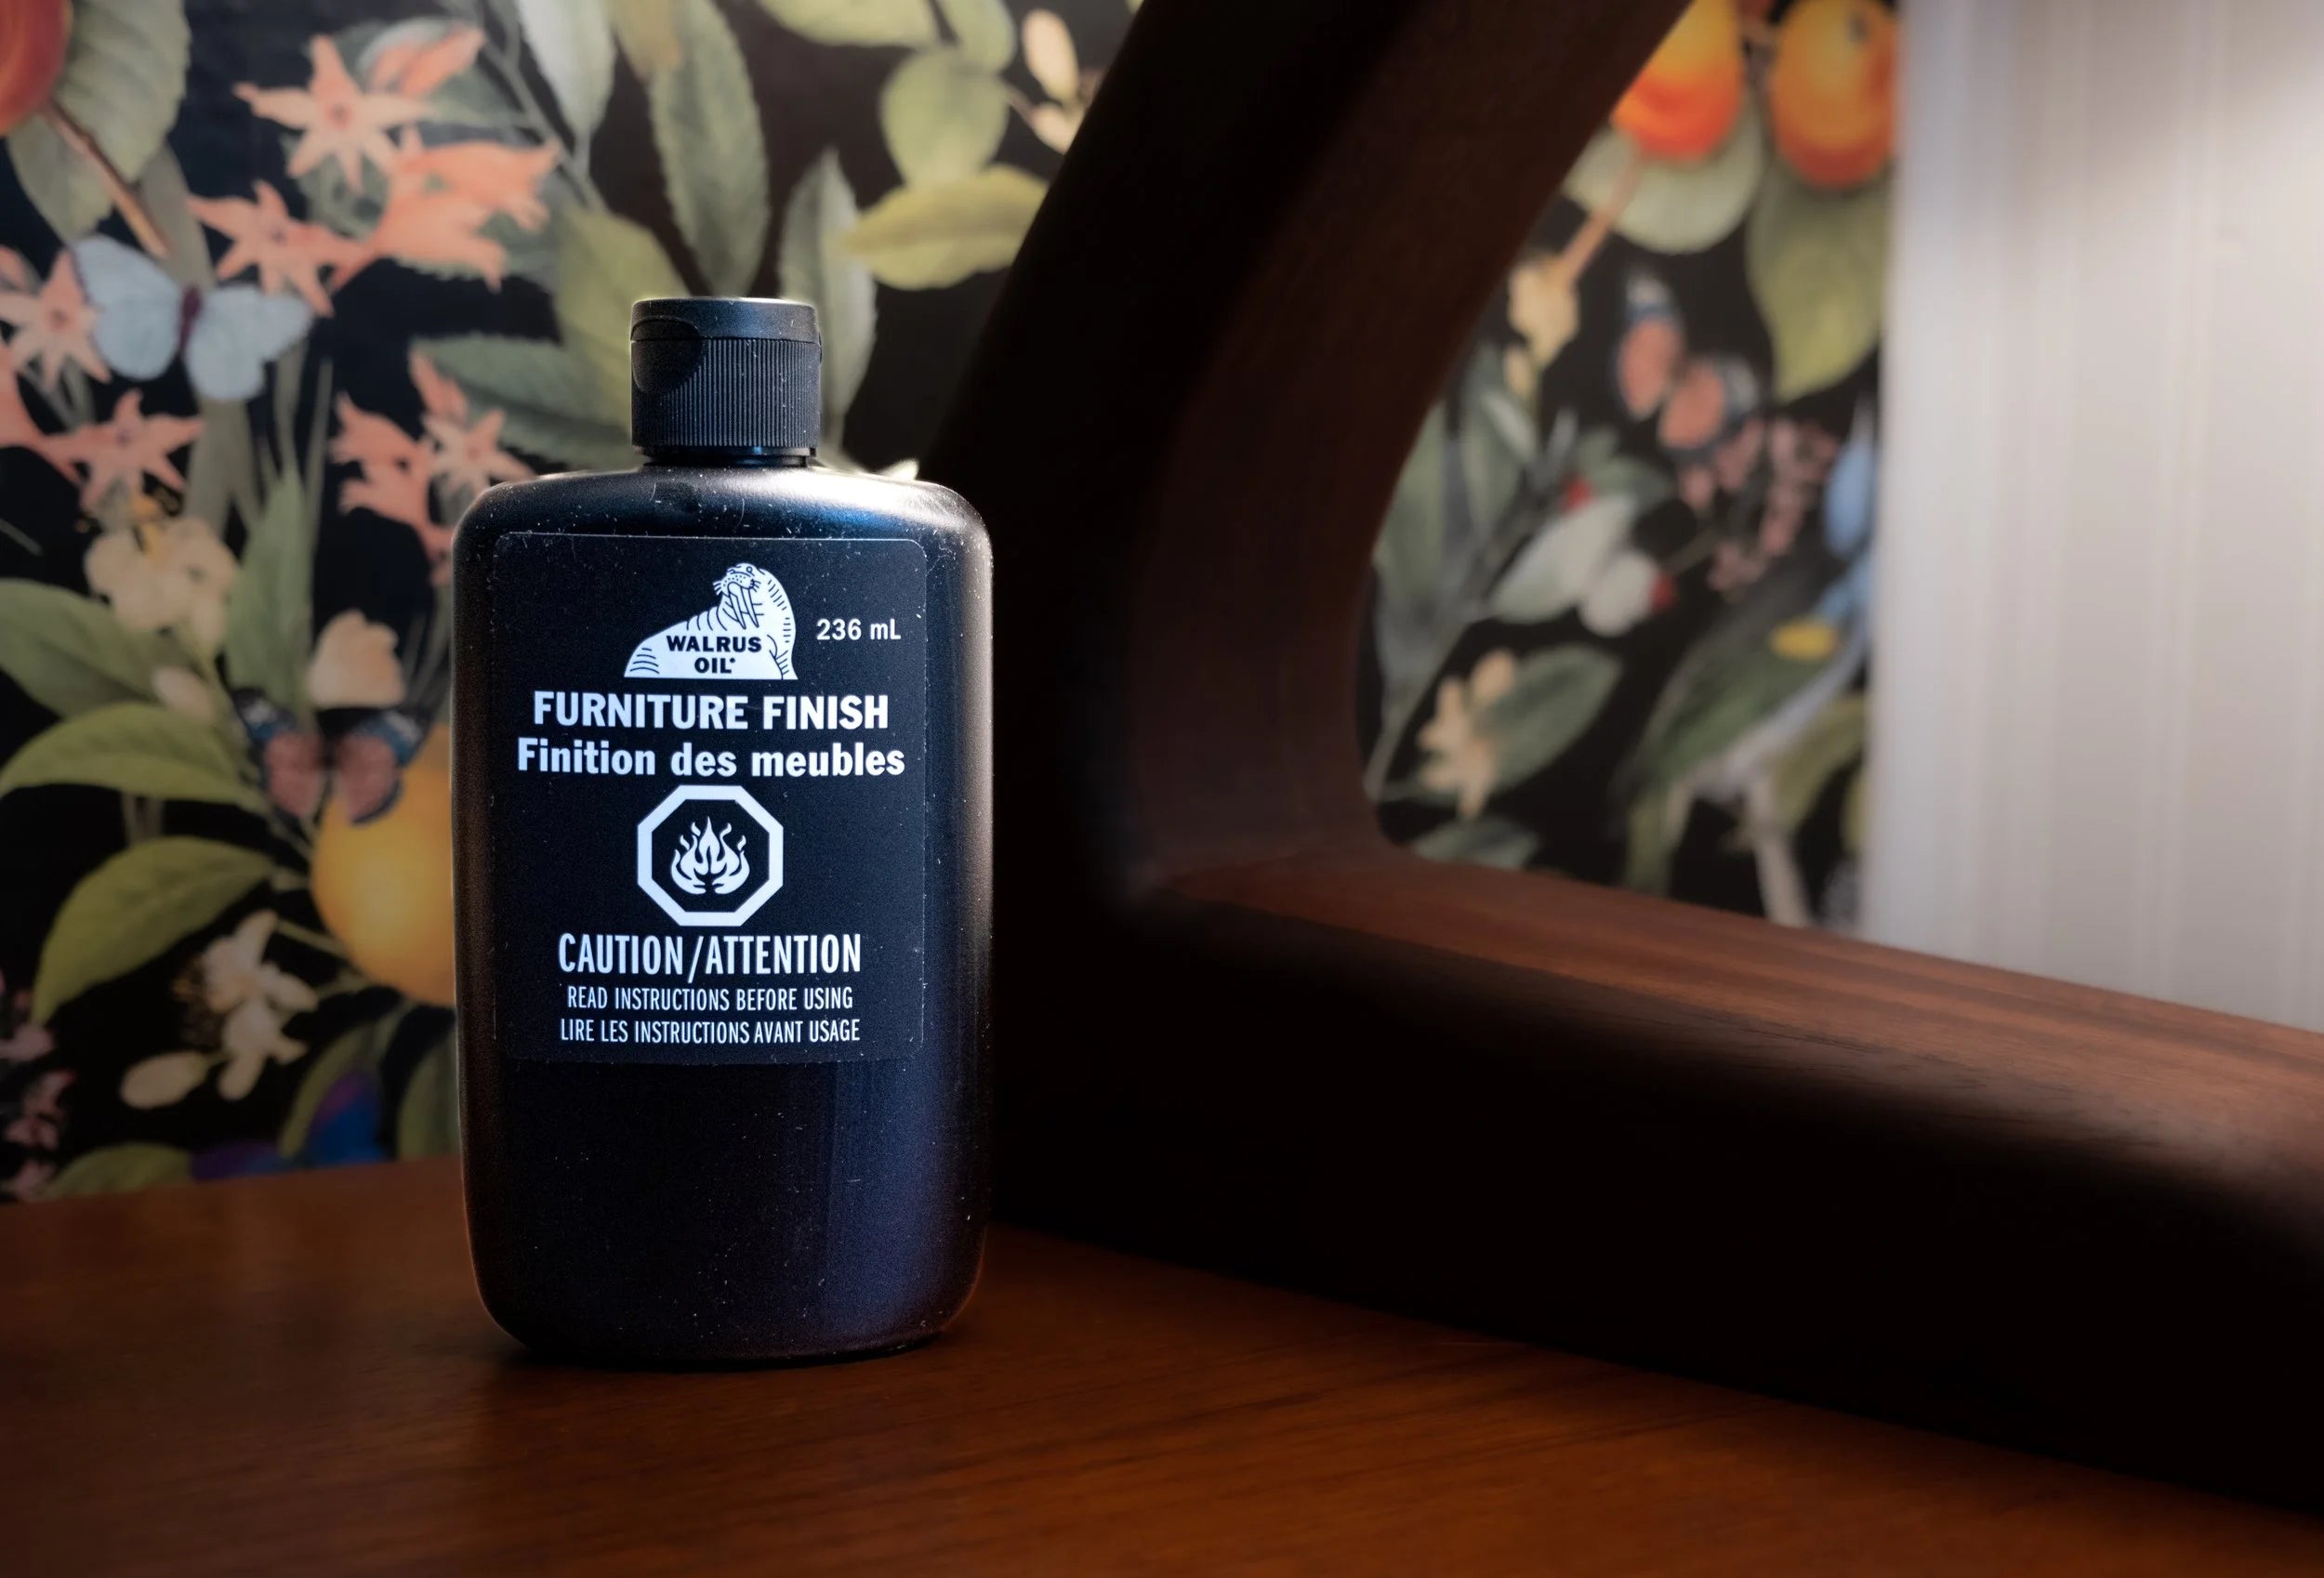 WALRUS
OIL*
236 mL
FURNITURE FINISH
Finition des meubles
CAUTION/ATTENTION
READ INSTRUCTIONS BEFORE USING
LIRE LES INSTRUCTIONS AVANT USAGE